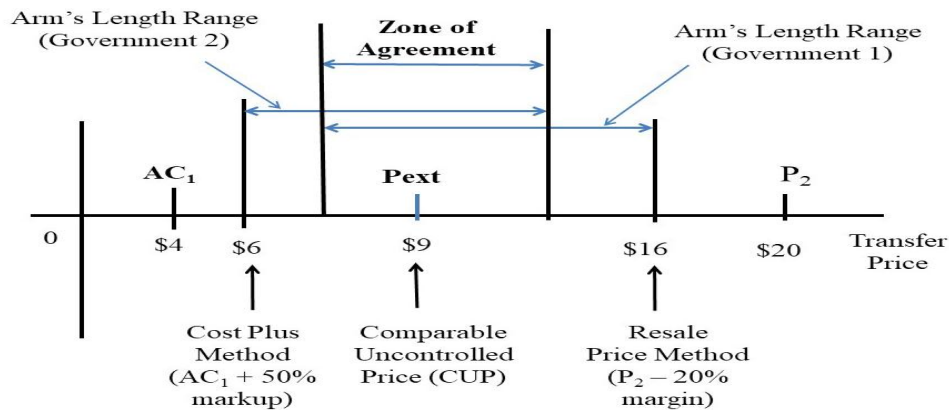 Arm's Length Range
(Government 2)
Zone of
Agreement
Arm's Length Range
(Government 1)
AC₁
Pext
P₂
0
$4
$6
$9
$16
$20
Transfer
Price
Cost Plus
Method
(AC₁ + 50%
markup)
Comparable
Uncontrolled
Price (CUP)
Resale
Price Method
(P₂ – 20%
margin)